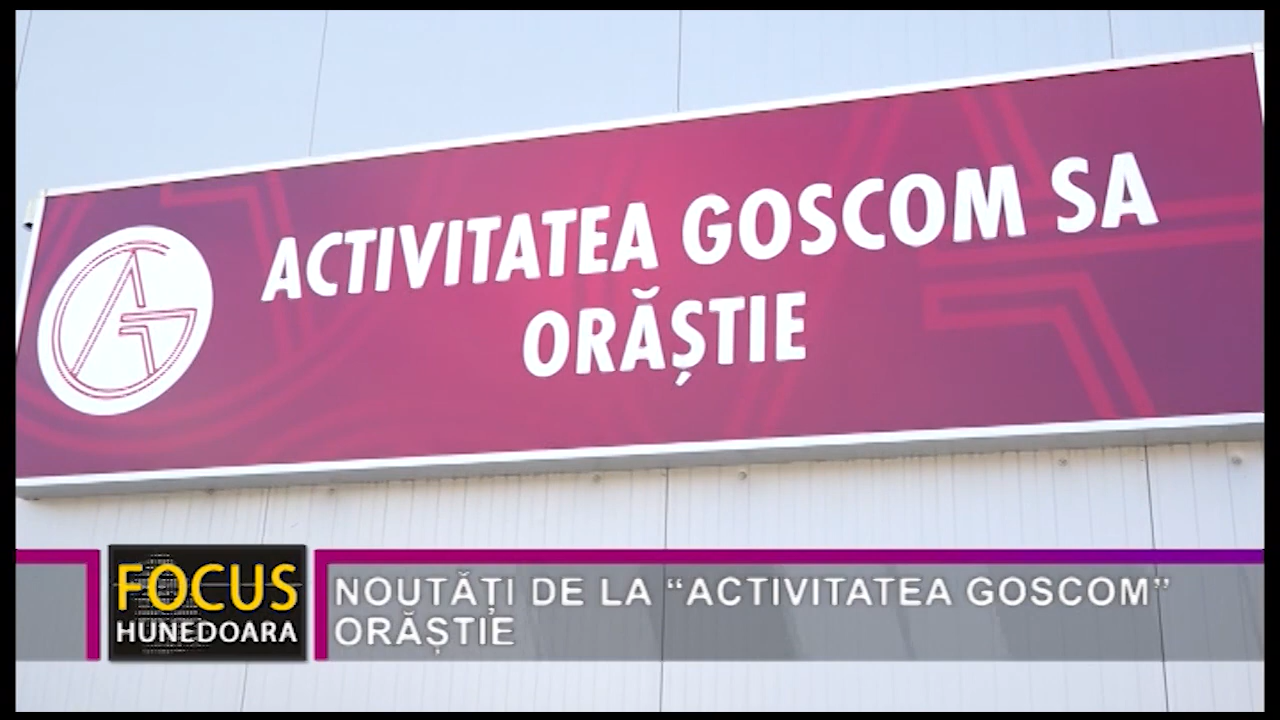 ACTIVITATEA GOSCOM SA
ORĂȘTIE
FOCUS
HUNEDOARA
NOUTĂȚI DE LA “ACTIVITATEA GOSCOM”
ORĂȘTIE